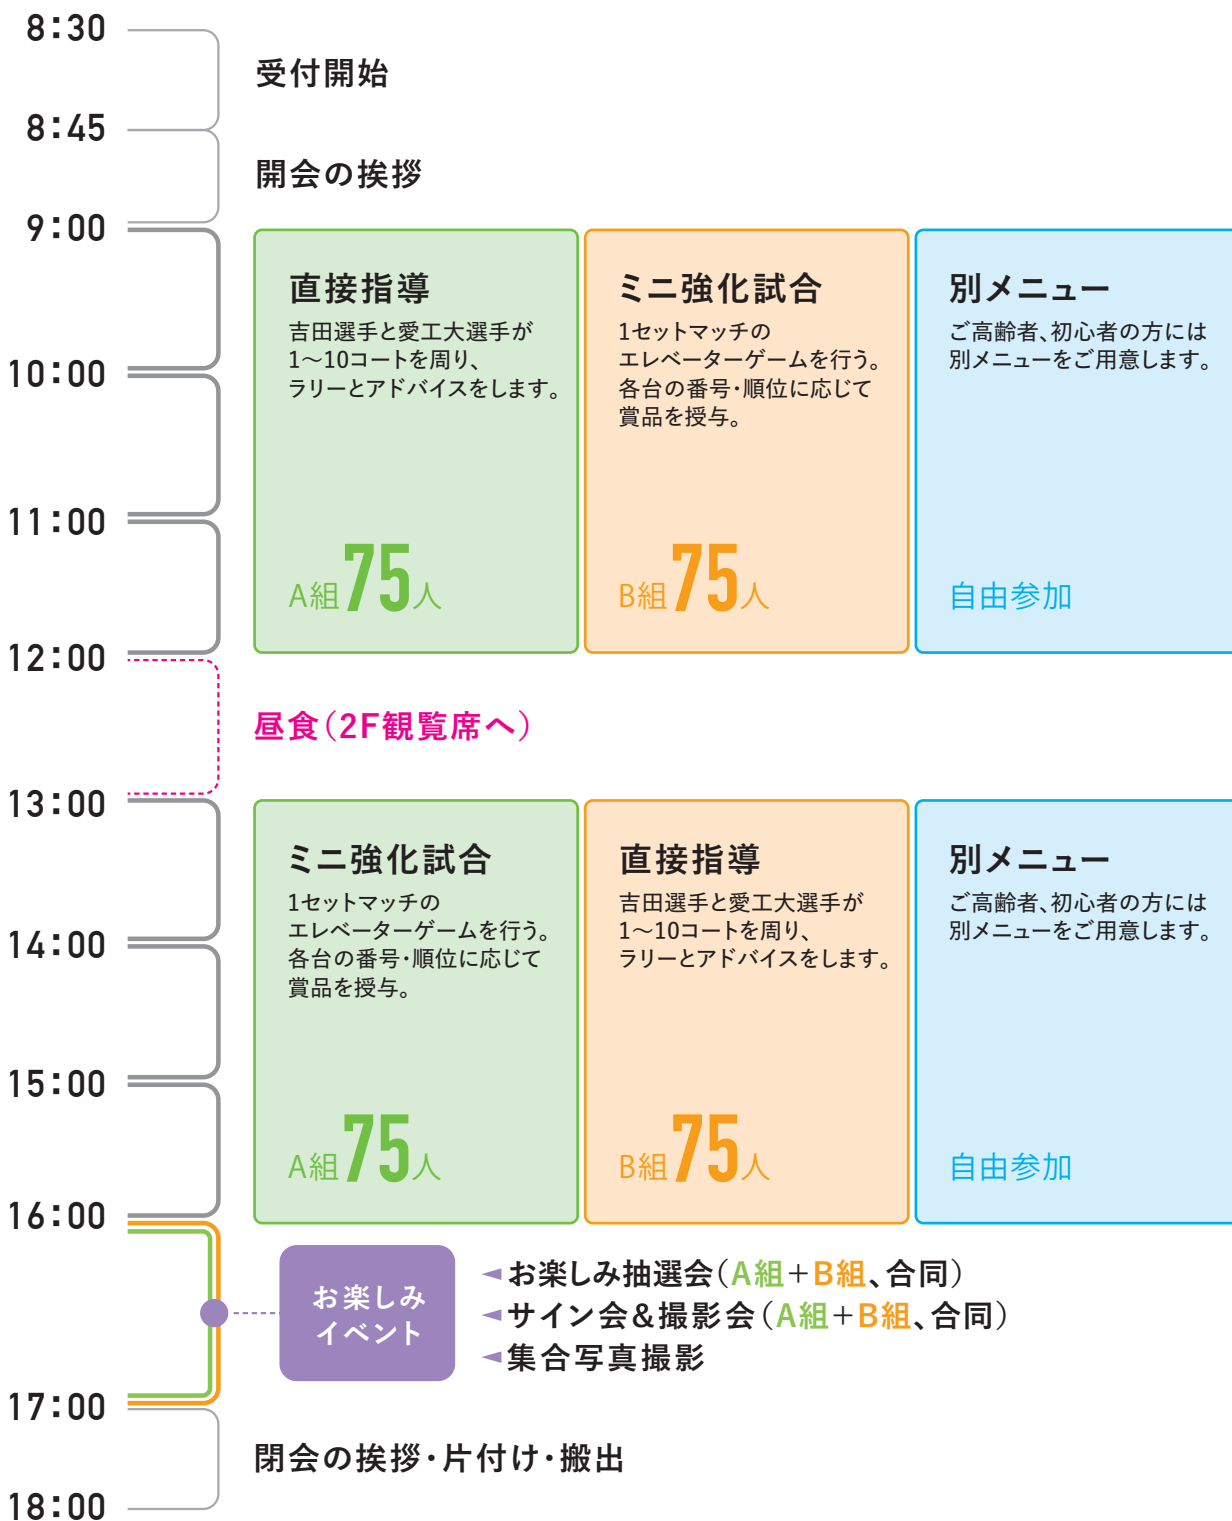 8:30
受付開始
8:45
開会の挨拶
9:00
直接指導
吉田選手と愛工大選手が
1〜10コートを周り、
ラリーとアドバイスをします。
A組75人
ミニ強化試合
1セットマッチの
エレベーターゲームを行う。
各台の番号・順位に応じて
賞品を授与。
B組75人
別メニュー
ご高齢者、初心者の方には
別メニューをご用意します。
自由参加
10:00
11:00
12:00
昼食(2F観覧席へ)
13:00
ミニ強化試合
1セットマッチの
エレベーターゲームを行う。
各台の番号・順位に応じて
賞品を授与。
A組75人
直接指導
吉田選手と愛工大選手が
1〜10コートを周り、
ラリーとアドバイスをします。
B組75人
別メニュー
ご高齢者、初心者の方には
別メニューをご用意します。
自由参加
14:00
15:00
16:00
お楽しみ
イベント
お楽しみ抽選会(A組+B組、合同)
サイン会&撮影会(A組+B組、合同)
集合写真撮影
17:00
閉会の挨拶・片付け・搬出
18:00